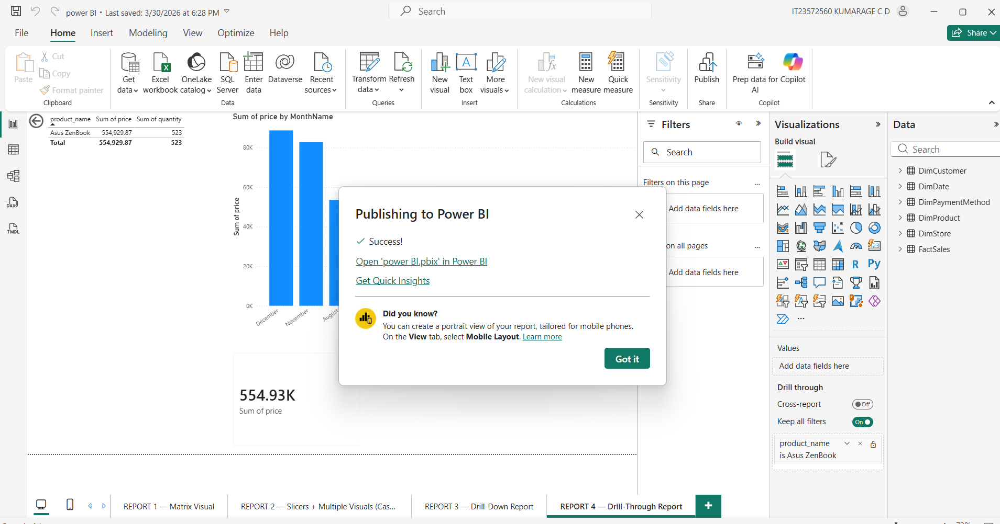 power BI • Last saved: 3/30/2026 at 6:28 PM
Search
IT23572560 KUMARAGE C D
File
Home
Insert
Modeling
View
Optimize
Help
Share
Paste
Cut
Copy
Format painter
Clipboard
Get data
Excel workbook
OneLake catalog
SQL Server
Enter data
Dataverse
Recent sources
Data
Transform data
Refresh
Queries
New visual
Text box
More visuals
Insert
New visual calculation
New measure
Quick measure
Calculations
Sensitivity
Sensitivity
Publish
Share
Prep data for AI
Copilot
Copilot
DAX
TMDL
product_name Sum of price Sum of quantity
Asus ZenBook 554,929.87 523
Total 554,929.87 523
Sum of price by MonthName
Sum of price
80K
60K
40K
20K
0K
December
November
August
554.93K
Sum of price
Publishing to Power BI
Success!
Open 'power BI.pbix' in Power BI
Get Quick Insights
Did you know?
You can create a portrait view of your report, tailored for mobile phones.
On the View tab, select Mobile Layout. Learn more
Got it
Filters
Search
Filters on this page
...
Add data fields here
on all pages
...
Add data fields here
Visualizations
Build visual
123
R
Py
...
Values
Add data fields here
Drill through
Cross-report
Off
Keep all filters
On
product_name
is Asus ZenBook
Data
Search
DimCustomer
DimDate
DimPaymentMethod
DimProduct
DimStore
FactSales
REPORT 1 — Matrix Visual
REPORT 2 — Slicers + Multiple Visuals (Cas...
REPORT 3 — Drill-Down Report
REPORT 4 — Drill-Through Report